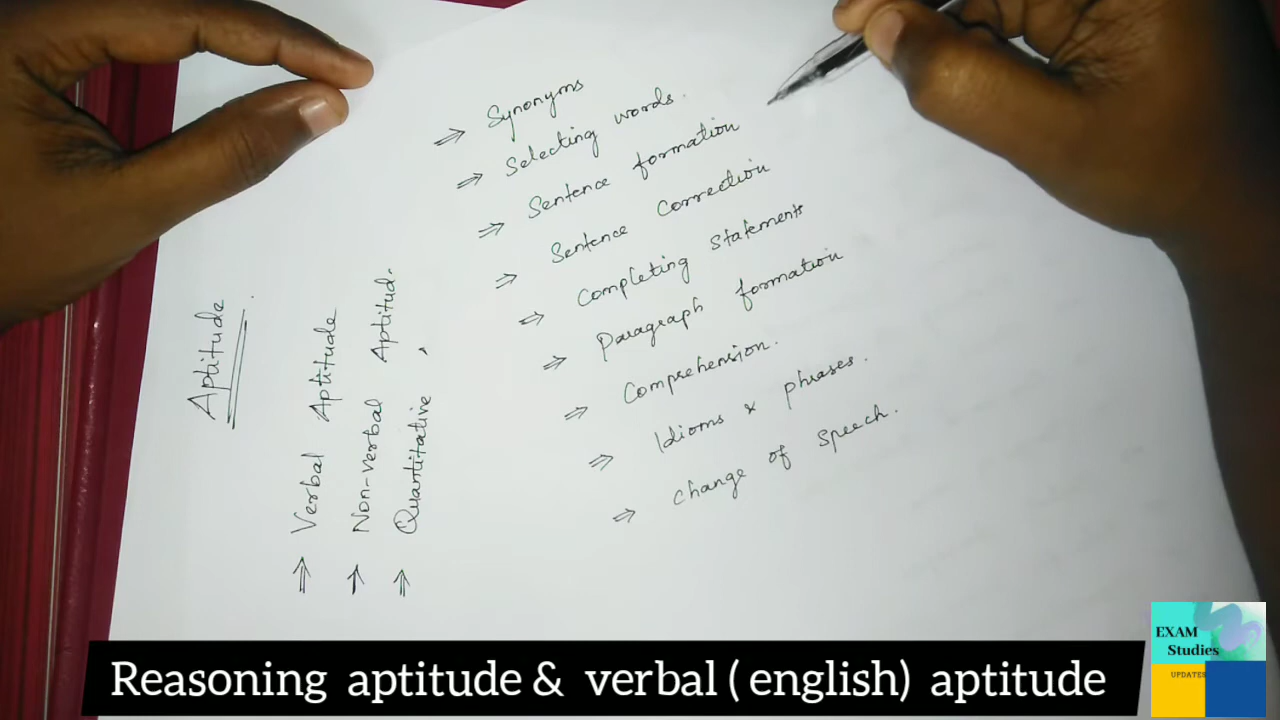 Aptitude.
⇒ Verbal Aptitude
→ Non-verbal Aptitud.
⇒ Quantitative,
⇒ Synonyms
⇒ Selecting words.
⇒ Sentence formation
⇒ Sentence Correction
⇒ Completing Statements
⇒ Paragraph formation
⇒ Comprehension.
⇒ Idioms & phrases.
⇒ Change of Speech.
Reasoning aptitude & verbal ( english) aptitude
EXAM
Studies
UPDATES